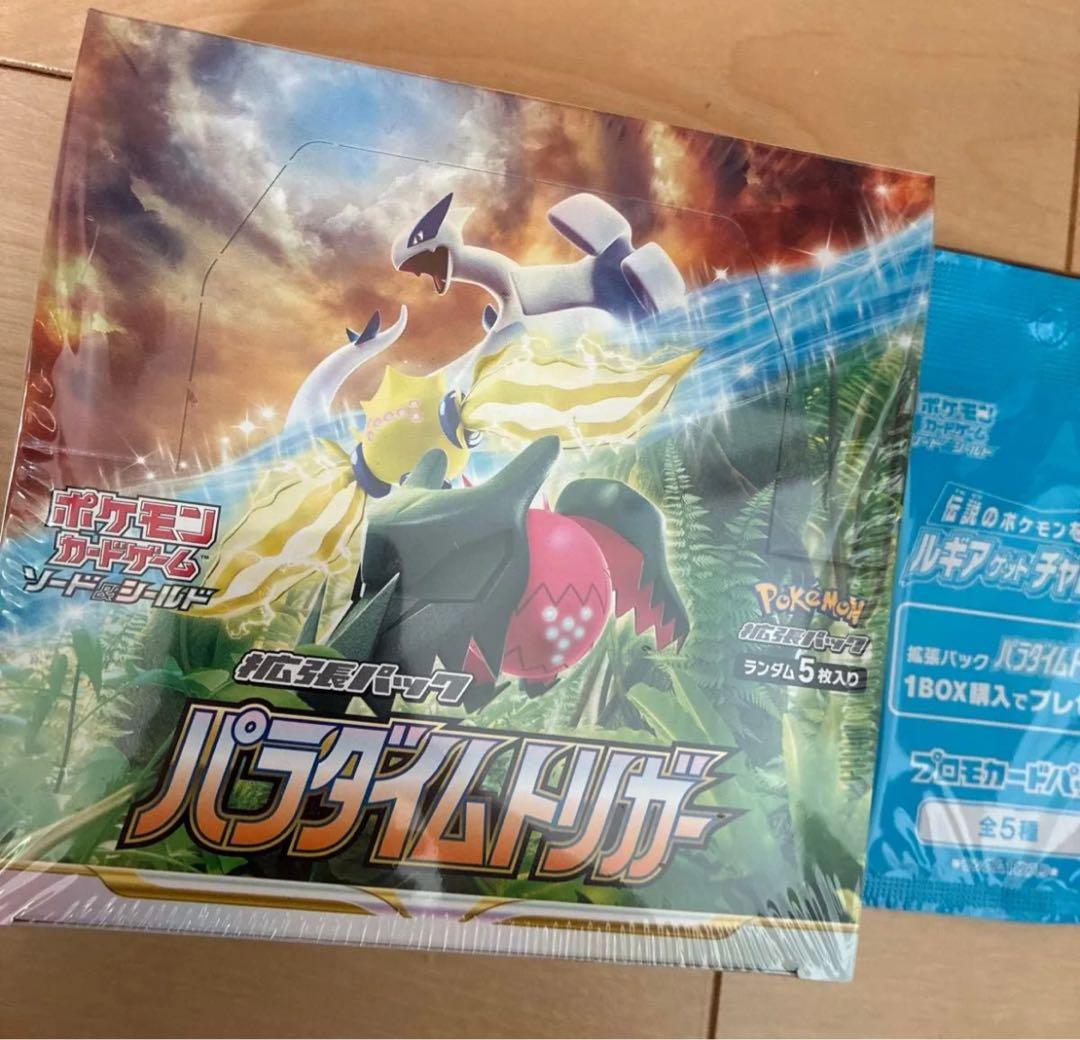 ポケモン
カードゲーム
ソード&シールド
拡張パック
パラダイムトリガー
Pokémon
拡張パック
ランダム5枚入り
ポケモン
カードゲーム
ソード&シールド
伝説のポケモンを
ルギアゲットチャレ
拡張パック パラダイムト
1BOX購入でプレ
プロモカードパ
全5種